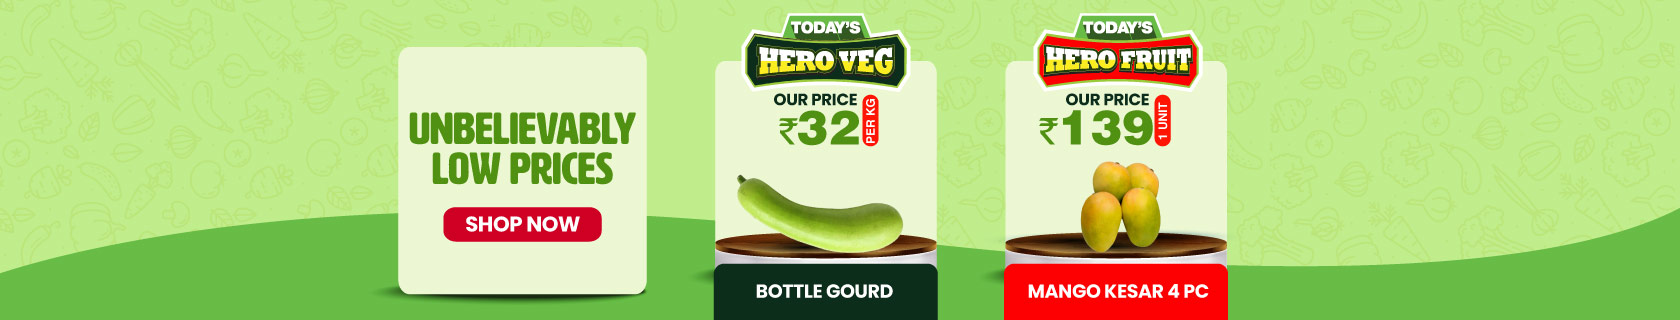 UNBELIEVABLY
LOW PRICES
SHOP NOW
TODAY'S
HERO VEG
OUR PRICE
₹32
PER KG
BOTTLE GOURD
TODAY'S
HERO FRUIT
OUR PRICE
₹139
1 UNIT
MANGO KESAR 4 PC